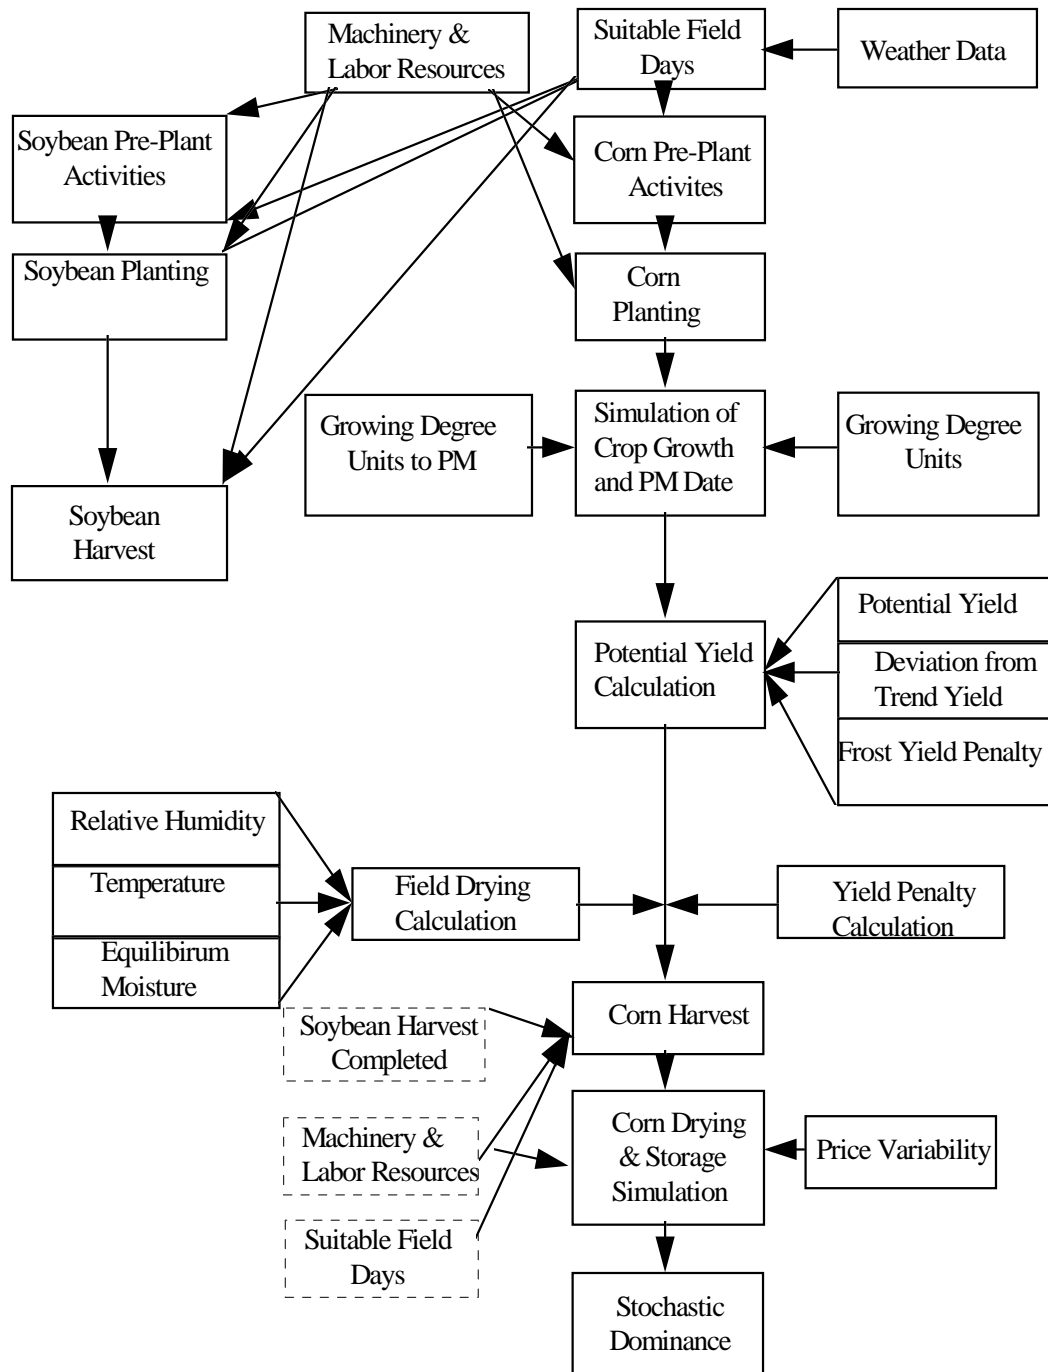 Machinery &
Labor Resources
Suitable Field
Days
Weather Data
Soybean Pre-Plant
Activities
Corn Pre-Plant
Activites
Soybean Planting
Corn
Planting
Growing Degree
Units to PM
Simulation of
Crop Growth
and PM Date
Growing Degree
Units
Soybean
Harvest
Potential Yield
Calculation
Potential Yield
Deviation from
Trend Yield
Frost Yield Penalty
Relative Humidity
Temperature
Equilibirum
Moisture
Field Drying
Calculation
Yield Penalty
Calculation
Corn Harvest
Soybean Harvest
Completed
Machinery &
Labor Resources
Corn Drying
& Storage
Simulation
Price Variability
Suitable Field
Days
Stochastic
Dominance